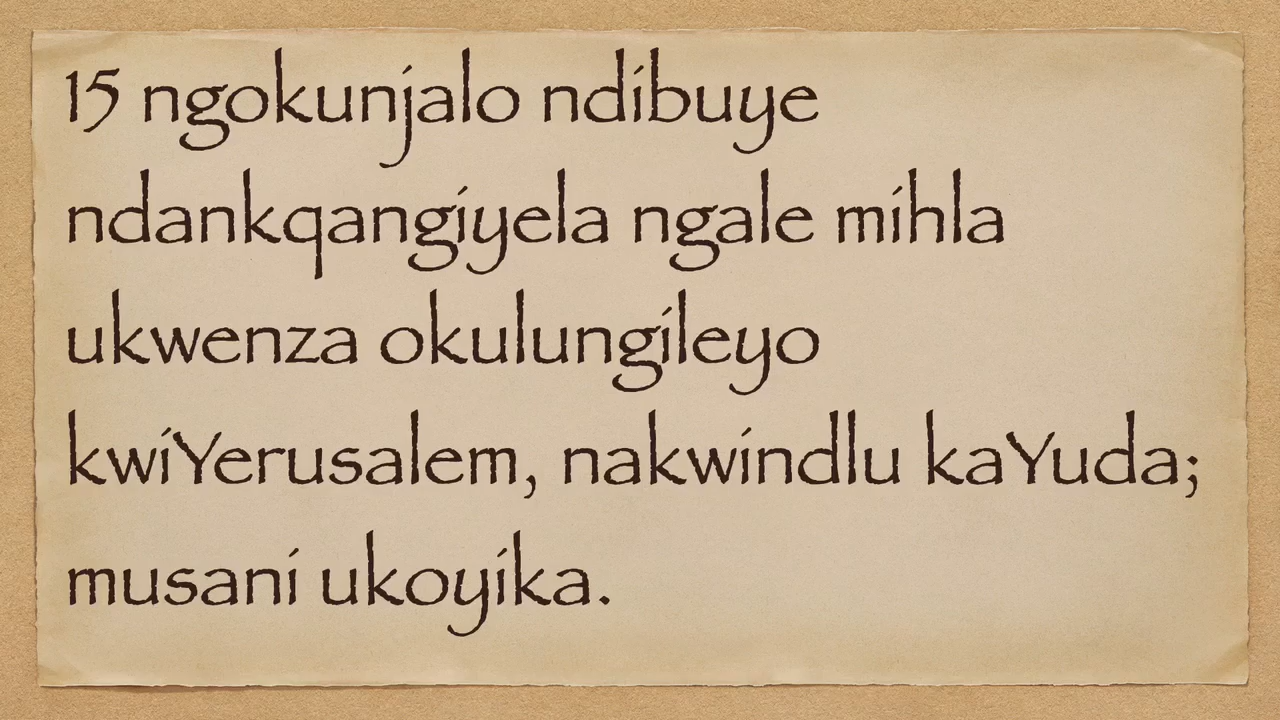 15 ngokunjalo ndibuye
ndankqangiyela ngale mihla
ukwenza okulungileyo
kwiYerusalem, nakwindlu kaYuda;
musani ukoyika.